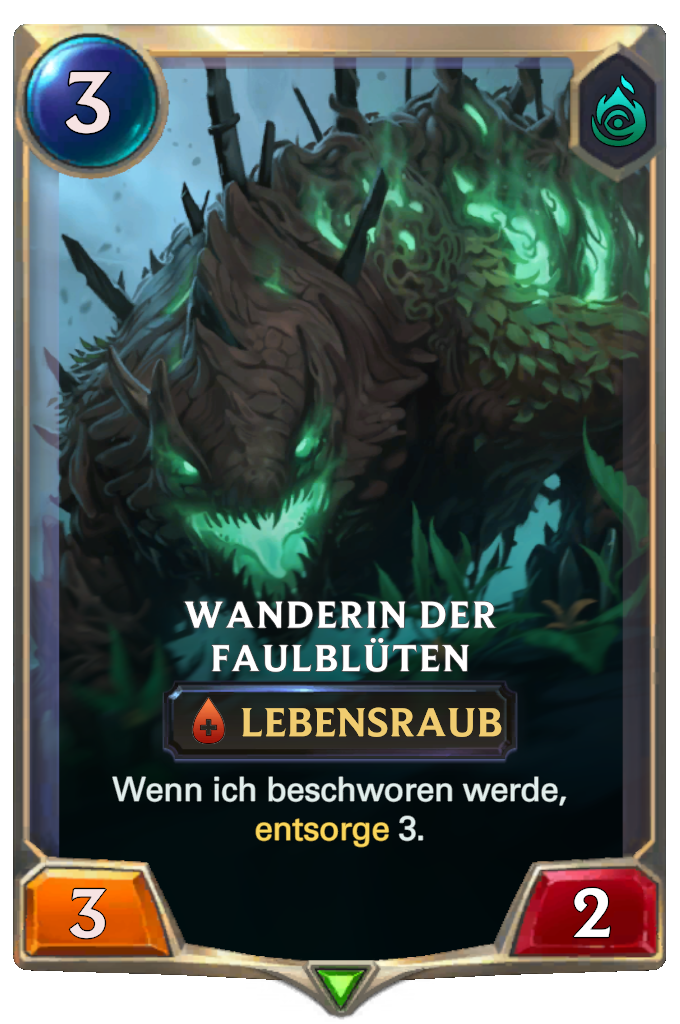 3
WANDERIN DER
FAULBLÜTEN
LEBENSRAUB
Wenn ich beschworen werde,
entsorge 3.
3
2